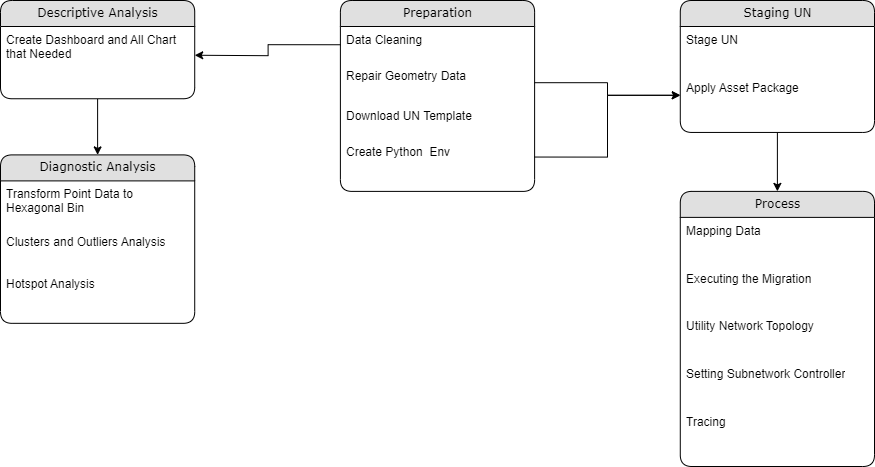 Descriptive Analysis
Create Dashboard and All Chart
that Needed
Diagnostic Analysis
Transform Point Data to
Hexagonal Bin
Clusters and Outliers Analysis
Hotspot Analysis
Preparation
Data Cleaning
Repair Geometry Data
Download UN Template
Create Python  Env
Staging UN
Stage UN
Apply Asset Package
Process
Mapping Data
Executing the Migration
Utility Network Topology
Setting Subnetwork Controller
Tracing